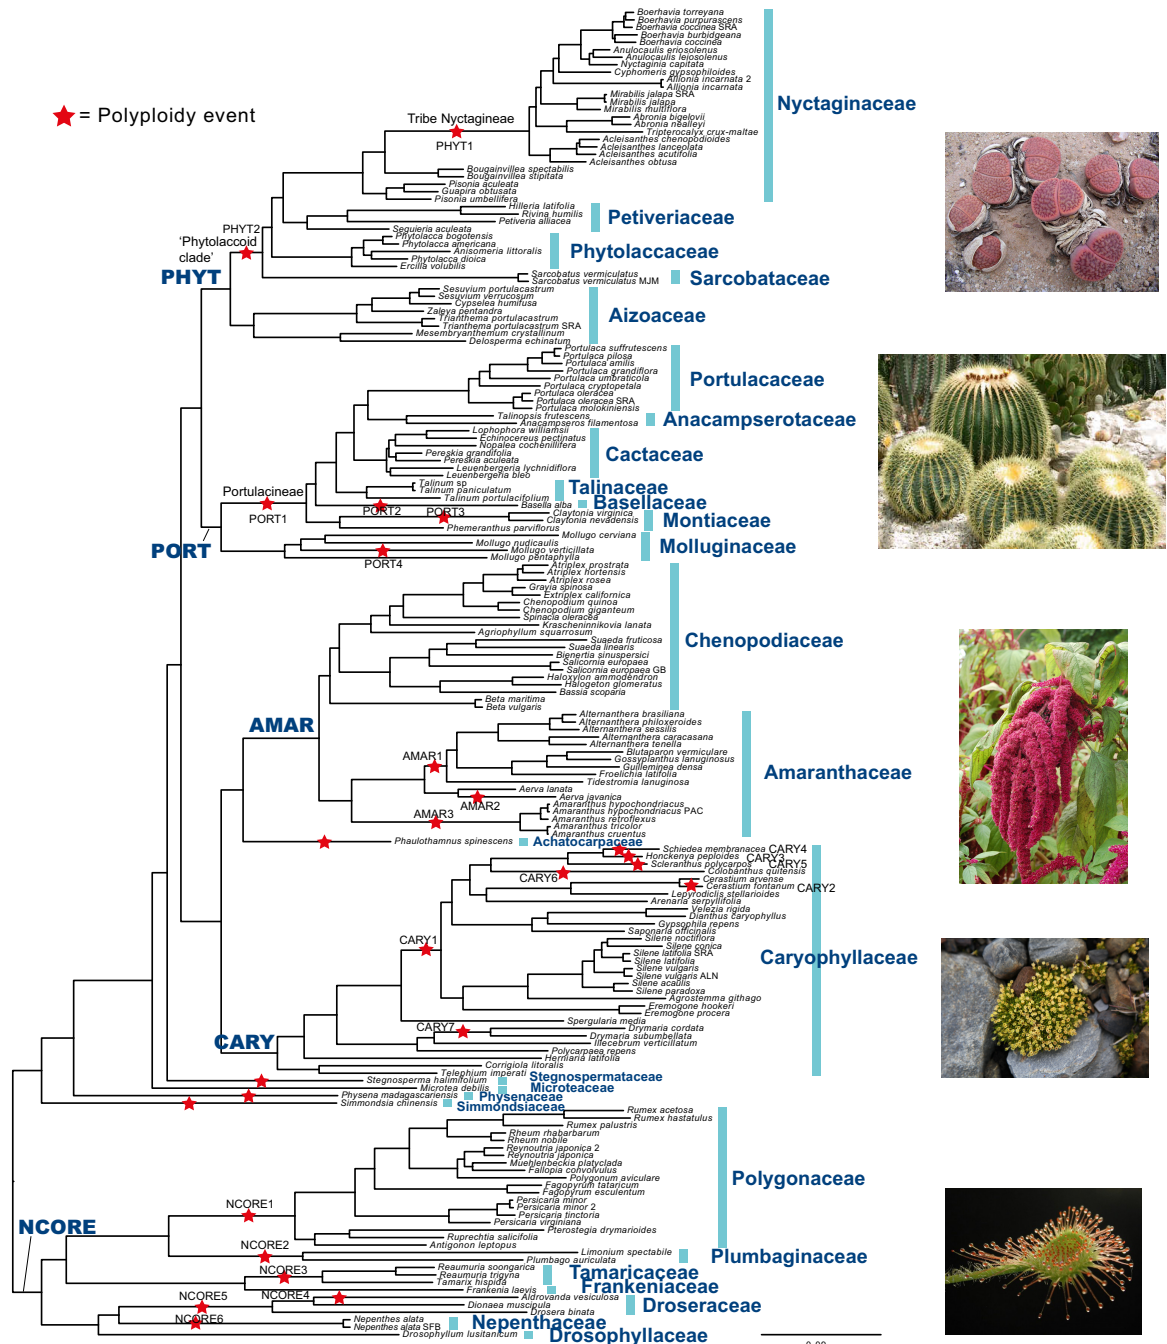 Boerhavia torreyana
Boerhavia purpurascens
Boerhavia coccinea SRA
Boerhavia burbidgeana
Boerhavia coccinea
Anulocaulis eriosolenus
Anulocaulis leiosolenus
Nyctaginia capitata
Cyphomeris gypsophiloides
Allionia incarnata 2
Allionia incarnata
Mirabilis jalapa SRA
Mirabilis jalapa
Mirabilis multiflora
Abronia bigelovii
Abronia nealleyi
Tripterocalyx crux-maltae
Acleisanthes chenopodioides
Acleisanthes lanceolata
Acleisanthes acutifolia
Acleisanthes obtusa
Nyctaginaceae
= Polyploidy event
Tribe Nyctagineae
PHYT1
Bougainvillea spectabilis
Bougainvillea stipitata
Pisonia aculeata
Guapira obtusata
Pisonia umbellifera
Hilleria latifolia
Rivina humilis
Petiveria alliacea
Petiveriaceae
Seguieria aculeata
PHYT2
'Phytolaccoid
clade'
PHYT
Phytolacca bogotensis
Phytolacca americana
Anisomeria littoralis
Phytolacca dioica
Ercilla volubilis
Phytolaccaceae
Sarcobatus vermiculatus
Sarcobatus vermiculatus MJM
Sarcobataceae
Sesuvium portulacastrum
Sesuvium verrucosum
Cypselea humifusa
Zaleya pentandra
Trianthema portulacastrum
Trianthema portulacastrum SRA
Mesembryanthemum crystallinum
Delosperma echinatum
Aizoaceae
Portulaca suffrutescens
Portulaca pilosa
Portulaca amilis
Portulaca grandiflora
Portulaca umbraticola
Portulaca cryptopetala
Portulaca oleracea
Portulaca oleracea SRA
Portulaca molokiniensis
Portulacaceae
Talinopsis frutescens
Anacampseros filamentosa
Anacampserotaceae
Lophophora williamsii
Echinocereus pectinatus
Nopalea cochenillifera
Pereskia grandifolia
Pereskia aculeata
Leuenbergeria lychnidiflora
Leuenbergeria bleo
Cactaceae
Talinum sp
Talinum paniculatum
Talinum portulacifolium
Talinaceae
Portulacineae
PORT1
PORT2
PORT3
Basella alba
Basellaceae
Claytonia virginica
Claytonia nevadensis
Phemeranthus parviflorus
Montiaceae
PORT
Mollugo cerviana
Mollugo nudicaulis
Mollugo verticillata
Mollugo pentaphylla
PORT4
Molluginaceae
Atriplex prostrata
Atriplex hortensis
Atriplex rosea
Grayia spinosa
Extriplex californica
Chenopodium quinoa
Chenopodium giganteum
Spinacia oleracea
Krascheninnikovia lanata
Agriophyllum squarrosum
Suaeda fruticosa
Suaeda linearis
Bienertia sinuspersici
Salicornia europaea
Salicornia europaea GB
Haloxylon ammodendron
Halogeton glomeratus
Bassia scoparia
Beta maritima
Beta vulgaris
Chenopodiaceae
AMAR
Alternanthera brasiliana
Alternanthera philoxeroides
Alternanthera sessilis
Alternanthera caracasana
Alternanthera tenella
Blutaparon vermiculare
Gossypianthus lanuginosus
Guilleminea densa
Froelichia latifolia
Tidestromia lanuginosa
AMAR1
Aerva lanata
Aerva javanica
AMAR2
AMAR3
Amaranthus hypochondriacus
Amaranthus hypochondriacus PAC
Amaranthus retroflexus
Amaranthus tricolor
Amaranthus cruentus
Amaranthaceae
Phaulothamnus spinescens
Achatocarpaceae
Schiedea membranacea CARY4
Honckenya peploides CARY3
Scleranthus polycarpos CARY5
Colobanthus quitensis
CARY6
Cerastium arvense
Cerastium fontanum CARY2
Lepyrodiclis stellarioides
Arenaria serpyllifolia
Velezia rigida
Dianthus caryophyllus
Gypsophila repens
Saponaria officinalis
CARY1
Silene noctiflora
Silene conica
Silene latifolia SRA
Silene latifolia
Silene vulgaris
Silene vulgaris ALN
Silene acaulis
Silene paradoxa
Agrostemma githago
Eremogone hookeri
Eremogone procera
Spergularia media
Caryophyllaceae
CARY7
Drymaria cordata
Drymaria subumbellata
Illecebrum verticillatum
Polycarpaea repens
Herniaria latifolia
CARY
Corrigiola litoralis
Telephium imperati
Stegnosperma halimifolium
Stegnospermataceae
Microtea debilis
Microteaceae
Physena madagascariensis
Physenaceae
Simmondsia chinensis
Simmondsiaceae
Rumex acetosa
Rumex hastatulus
Rumex palustris
Rheum rhabarbarum
Rheum nobile
Reynoutria japonica 2
Reynoutria japonica
Muehlenbeckia platyclada
Fallopia convolvulus
Polygonum aviculare
Fagopyrum tataricum
Fagopyrum esculentum
Persicaria minor
Persicaria minor 2
Persicaria tinctoria
Persicaria virginiana
Pterostegia drymarioides
Ruprechtia salicifolia
Antigonon leptopus
Polygonaceae
NCORE1
NCORE
NCORE2
Limonium spectabile
Plumbago auriculata
Plumbaginaceae
NCORE3
Reaumuria soongarica
Reaumuria trigyna
Tamarix hispida
Tamaricaceae
Frankenia laevis
Frankeniaceae
NCORE5
NCORE4
Aldrovanda vesiculosa
Dionaea muscipula
Drosera binata
Droseraceae
NCORE6
Nepenthes alata
Nepenthes alata SFB
Nepenthaceae
Drosophyllum lusitanicum
Drosophyllaceae